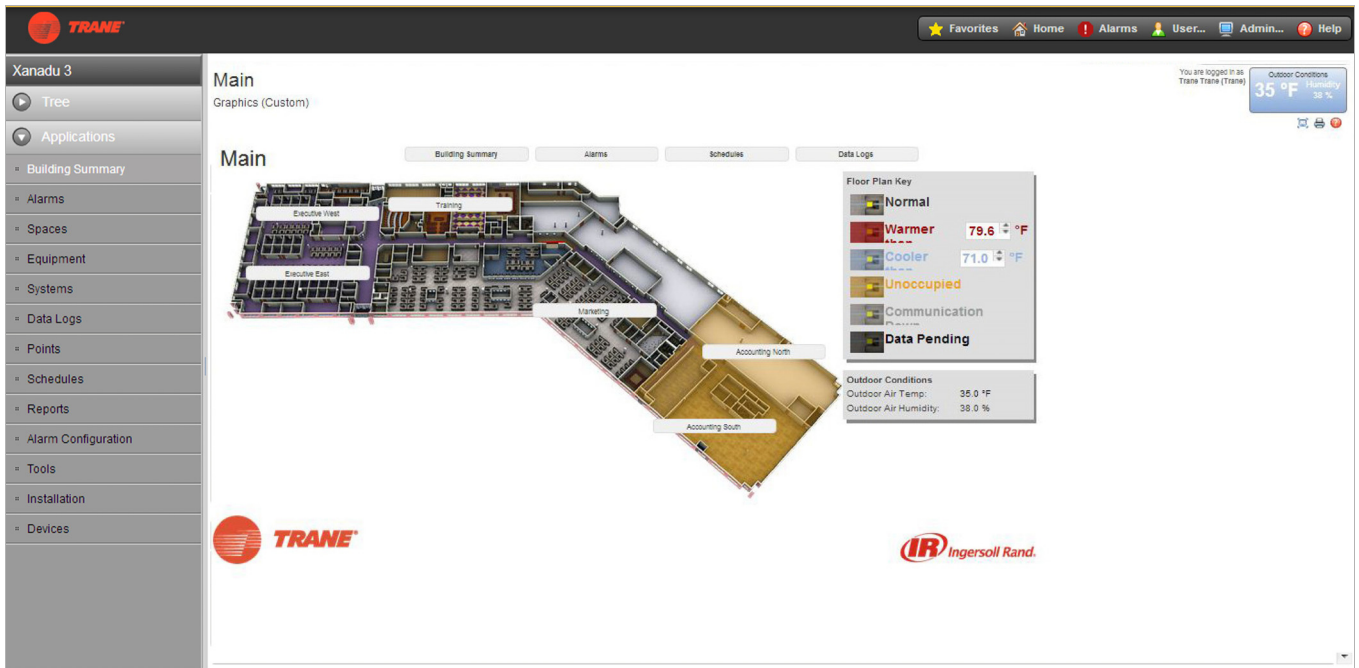 TRANE
Favorites Home Alarms User... Admin... Help
Xanadu 3
Tree
Applications
Building Summary
Alarms
Spaces
Equipment
Systems
Data Logs
Points
Schedules
Reports
Alarm Configuration
Tools
Installation
Devices
Main
Graphics (Custom)
You are logged in as
Trane Trane (Trane)
Outdoor Conditions
35 °F Humidity
38 %
Main
Building Summary Alarms Schedules Data Logs
Executive West
Training
Executive East
Marketing
Accounting North
Accounting South
Floor Plan Key
Normal
Warmer
79.6 °F
Cooler
71.0 °F
Unoccupied
Communication
Data Pending
Outdoor Conditions
Outdoor Air Temp: 35.0 °F
Outdoor Air Humidity: 38.0 %
TRANE
IR Ingersoll Rand.